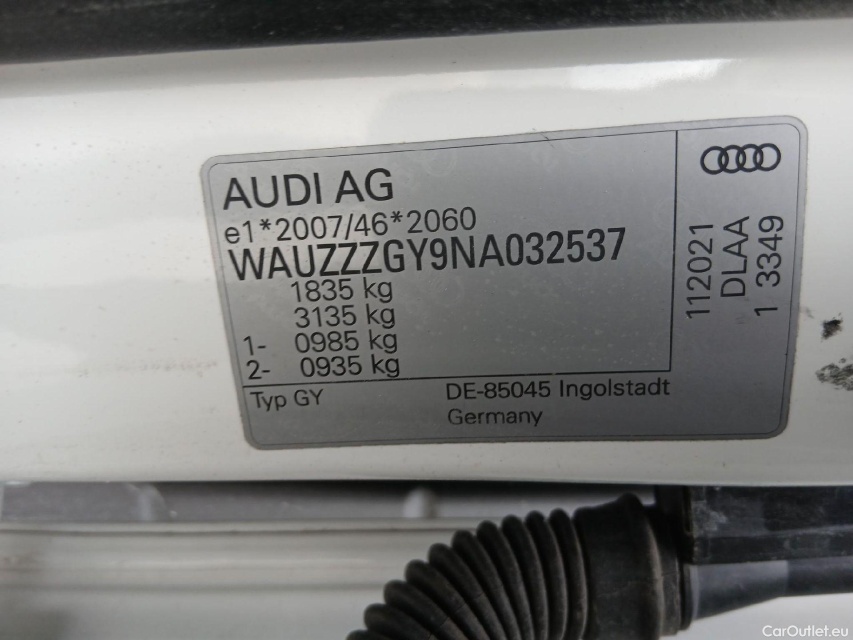 AUDI AG
e1*2007/46*2060
WAUZZZGY9NA032537
1835 kg
3135 kg
1- 0985 kg
2- 0935 kg
Typ GY
DE-85045 Ingolstadt
Germany
112021
DLAA
1 3349
CarOutlet.eu